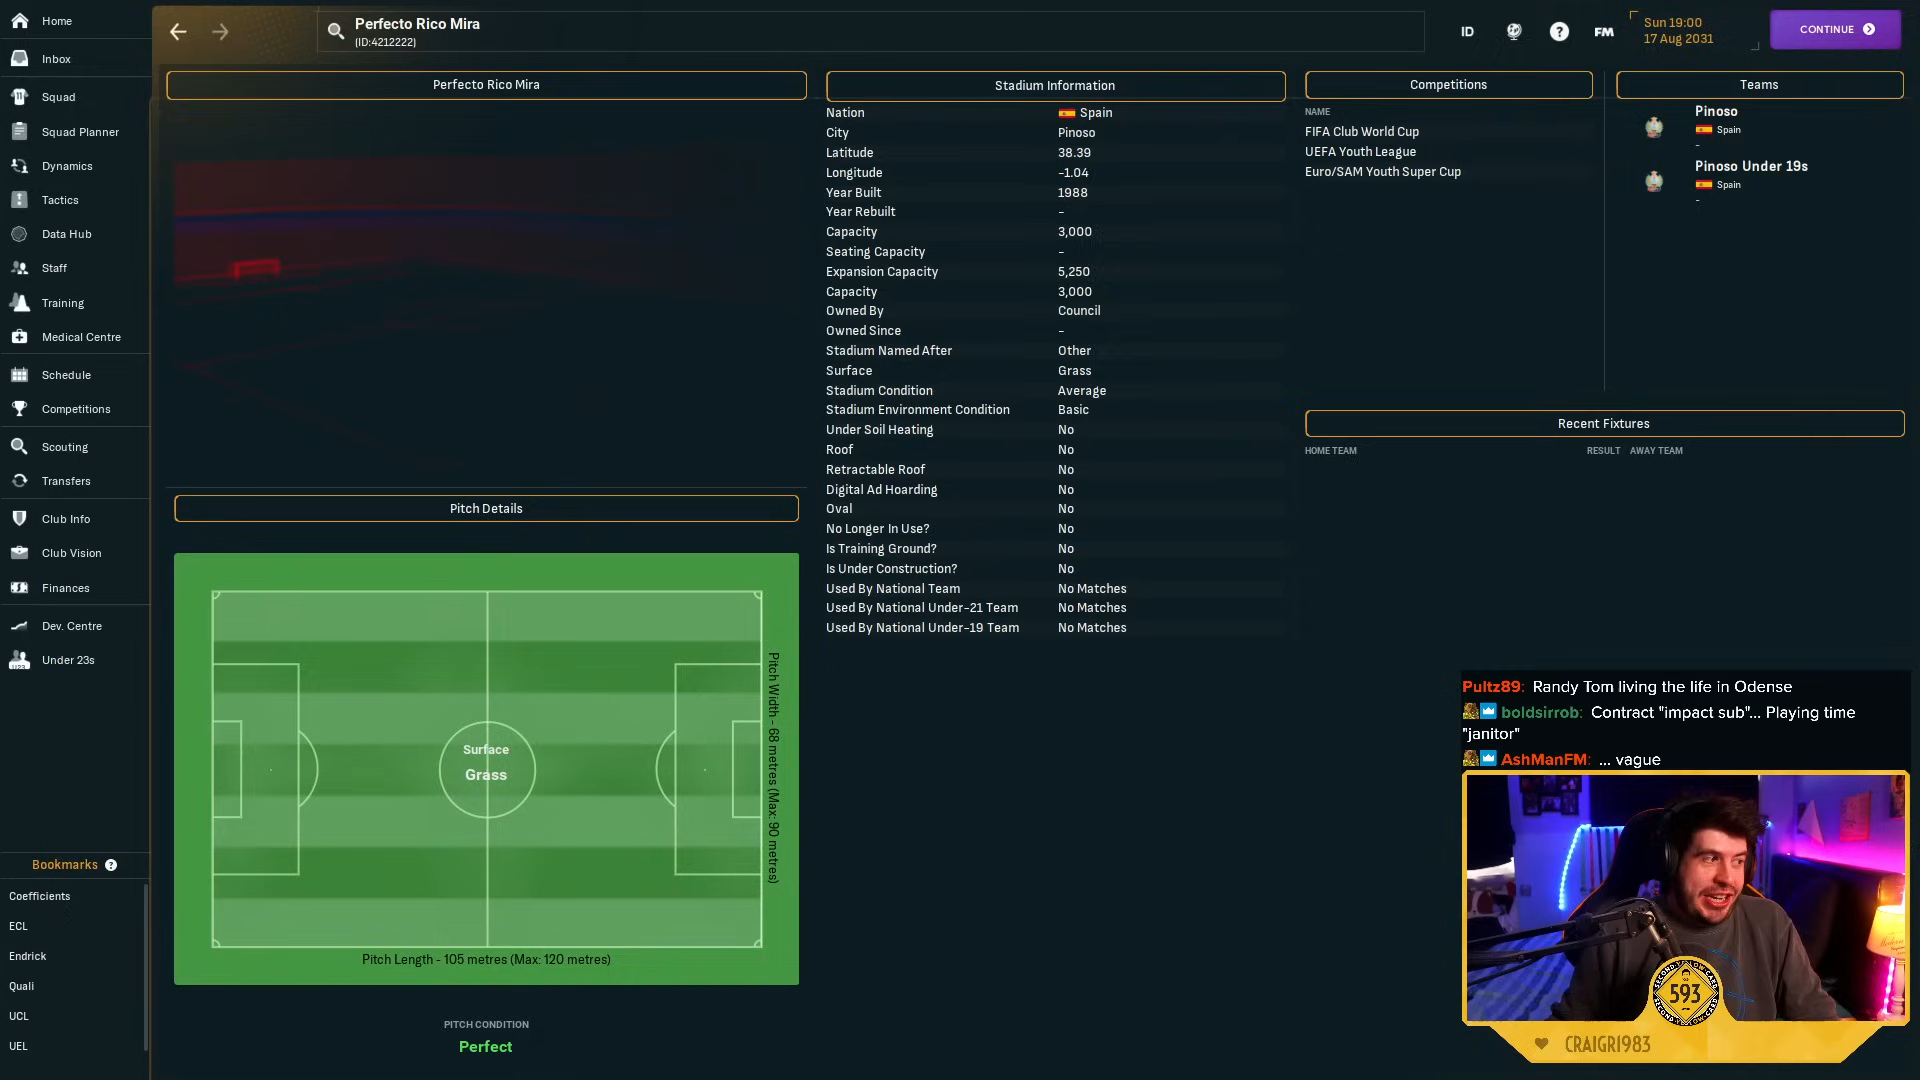 Home
Inbox
Squad
Squad Planner
Dynamics
Tactics
Data Hub
Staff
Training
Medical Centre
Schedule
Competitions
Scouting
Transfers
Club Info
Club Vision
Finances
Dev. Centre
Under 23s
Bookmarks ?
Coefficients
ECL
Endrick
Quali
UCL
UEL
Perfecto Rico Mira
(ID:4212222)
ID
?
FM
Sun 19:00
17 Aug 2031
CONTINUE
Perfecto Rico Mira
Pitch Details
Surface
Grass
Pitch Width - 68 metres (Max: 90 metres)
Pitch Length - 105 metres (Max: 120 metres)
PITCH CONDITION
Perfect
Stadium Information
Nation Spain
City Pinoso
Latitude 38.39
Longitude -1.04
Year Built 1988
Year Rebuilt -
Capacity 3,000
Seating Capacity -
Expansion Capacity 5,250
Capacity 3,000
Owned By Council
Owned Since -
Stadium Named After Other
Surface Grass
Stadium Condition Average
Stadium Environment Condition Basic
Under Soil Heating No
Roof No
Retractable Roof No
Digital Ad Hoarding No
Oval No
No Longer In Use? No
Is Training Ground? No
Is Under Construction? No
Used By National Team No Matches
Used By National Under-21 Team No Matches
Used By National Under-19 Team No Matches
Competitions
NAME
FIFA Club World Cup
UEFA Youth League
Euro/SAM Youth Super Cup
Teams
Pinoso
Spain
-
Pinoso Under 19s
Spain
-
Recent Fixtures
HOME TEAM RESULT AWAY TEAM
Pultz89: Randy Tom living the life in Odense
boldsirrob: Contract "impact sub"... Playing time
"janitor"
AshManFM: ... vague
593
CRAIGR1983